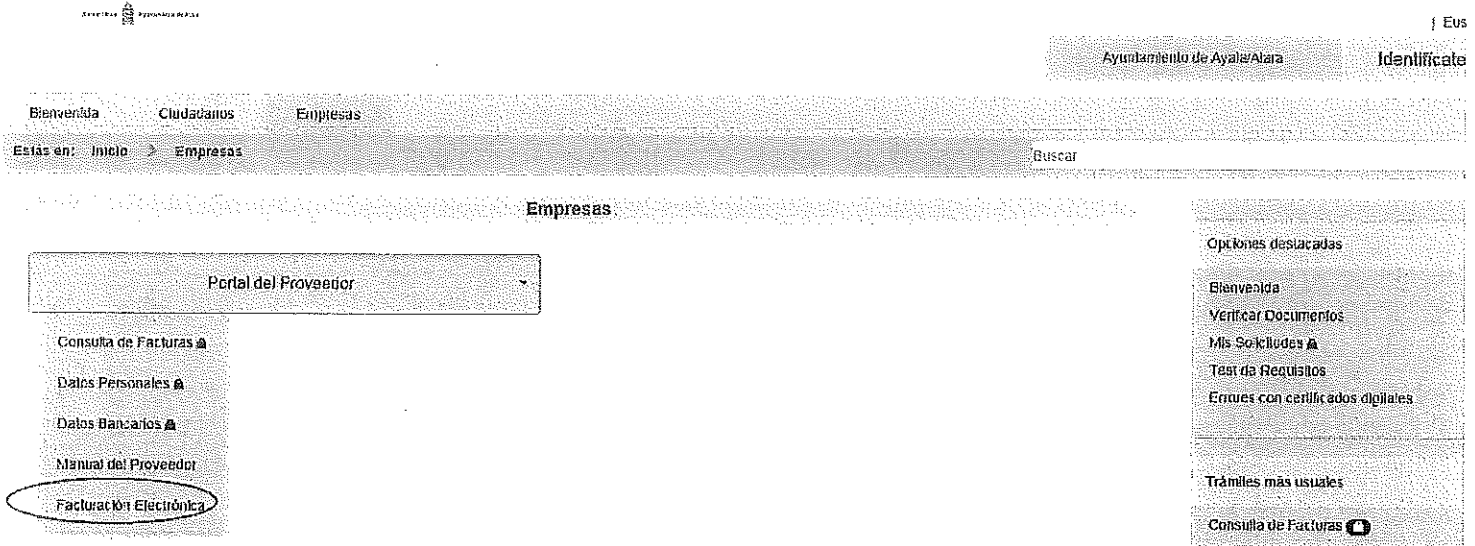 | Eus
Ayuntamiento de Ayala/Aiara
Identifícate
Bienvenida Ciudadanos Empresas
Estás en: Inicio > Empresas
Buscar
Empresas
Portal del Proveedor
Consulta de Facturas
Datos Personales
Datos Bancarios
Manual del Proveedor
Facturación Electrónica
Opciones destacadas
Bienvenida
Verificar Documentos
Mis Solicitudes
Test de Requisitos
Errores con certificados digitales
Trámites más usuales
Consulta de Facturas